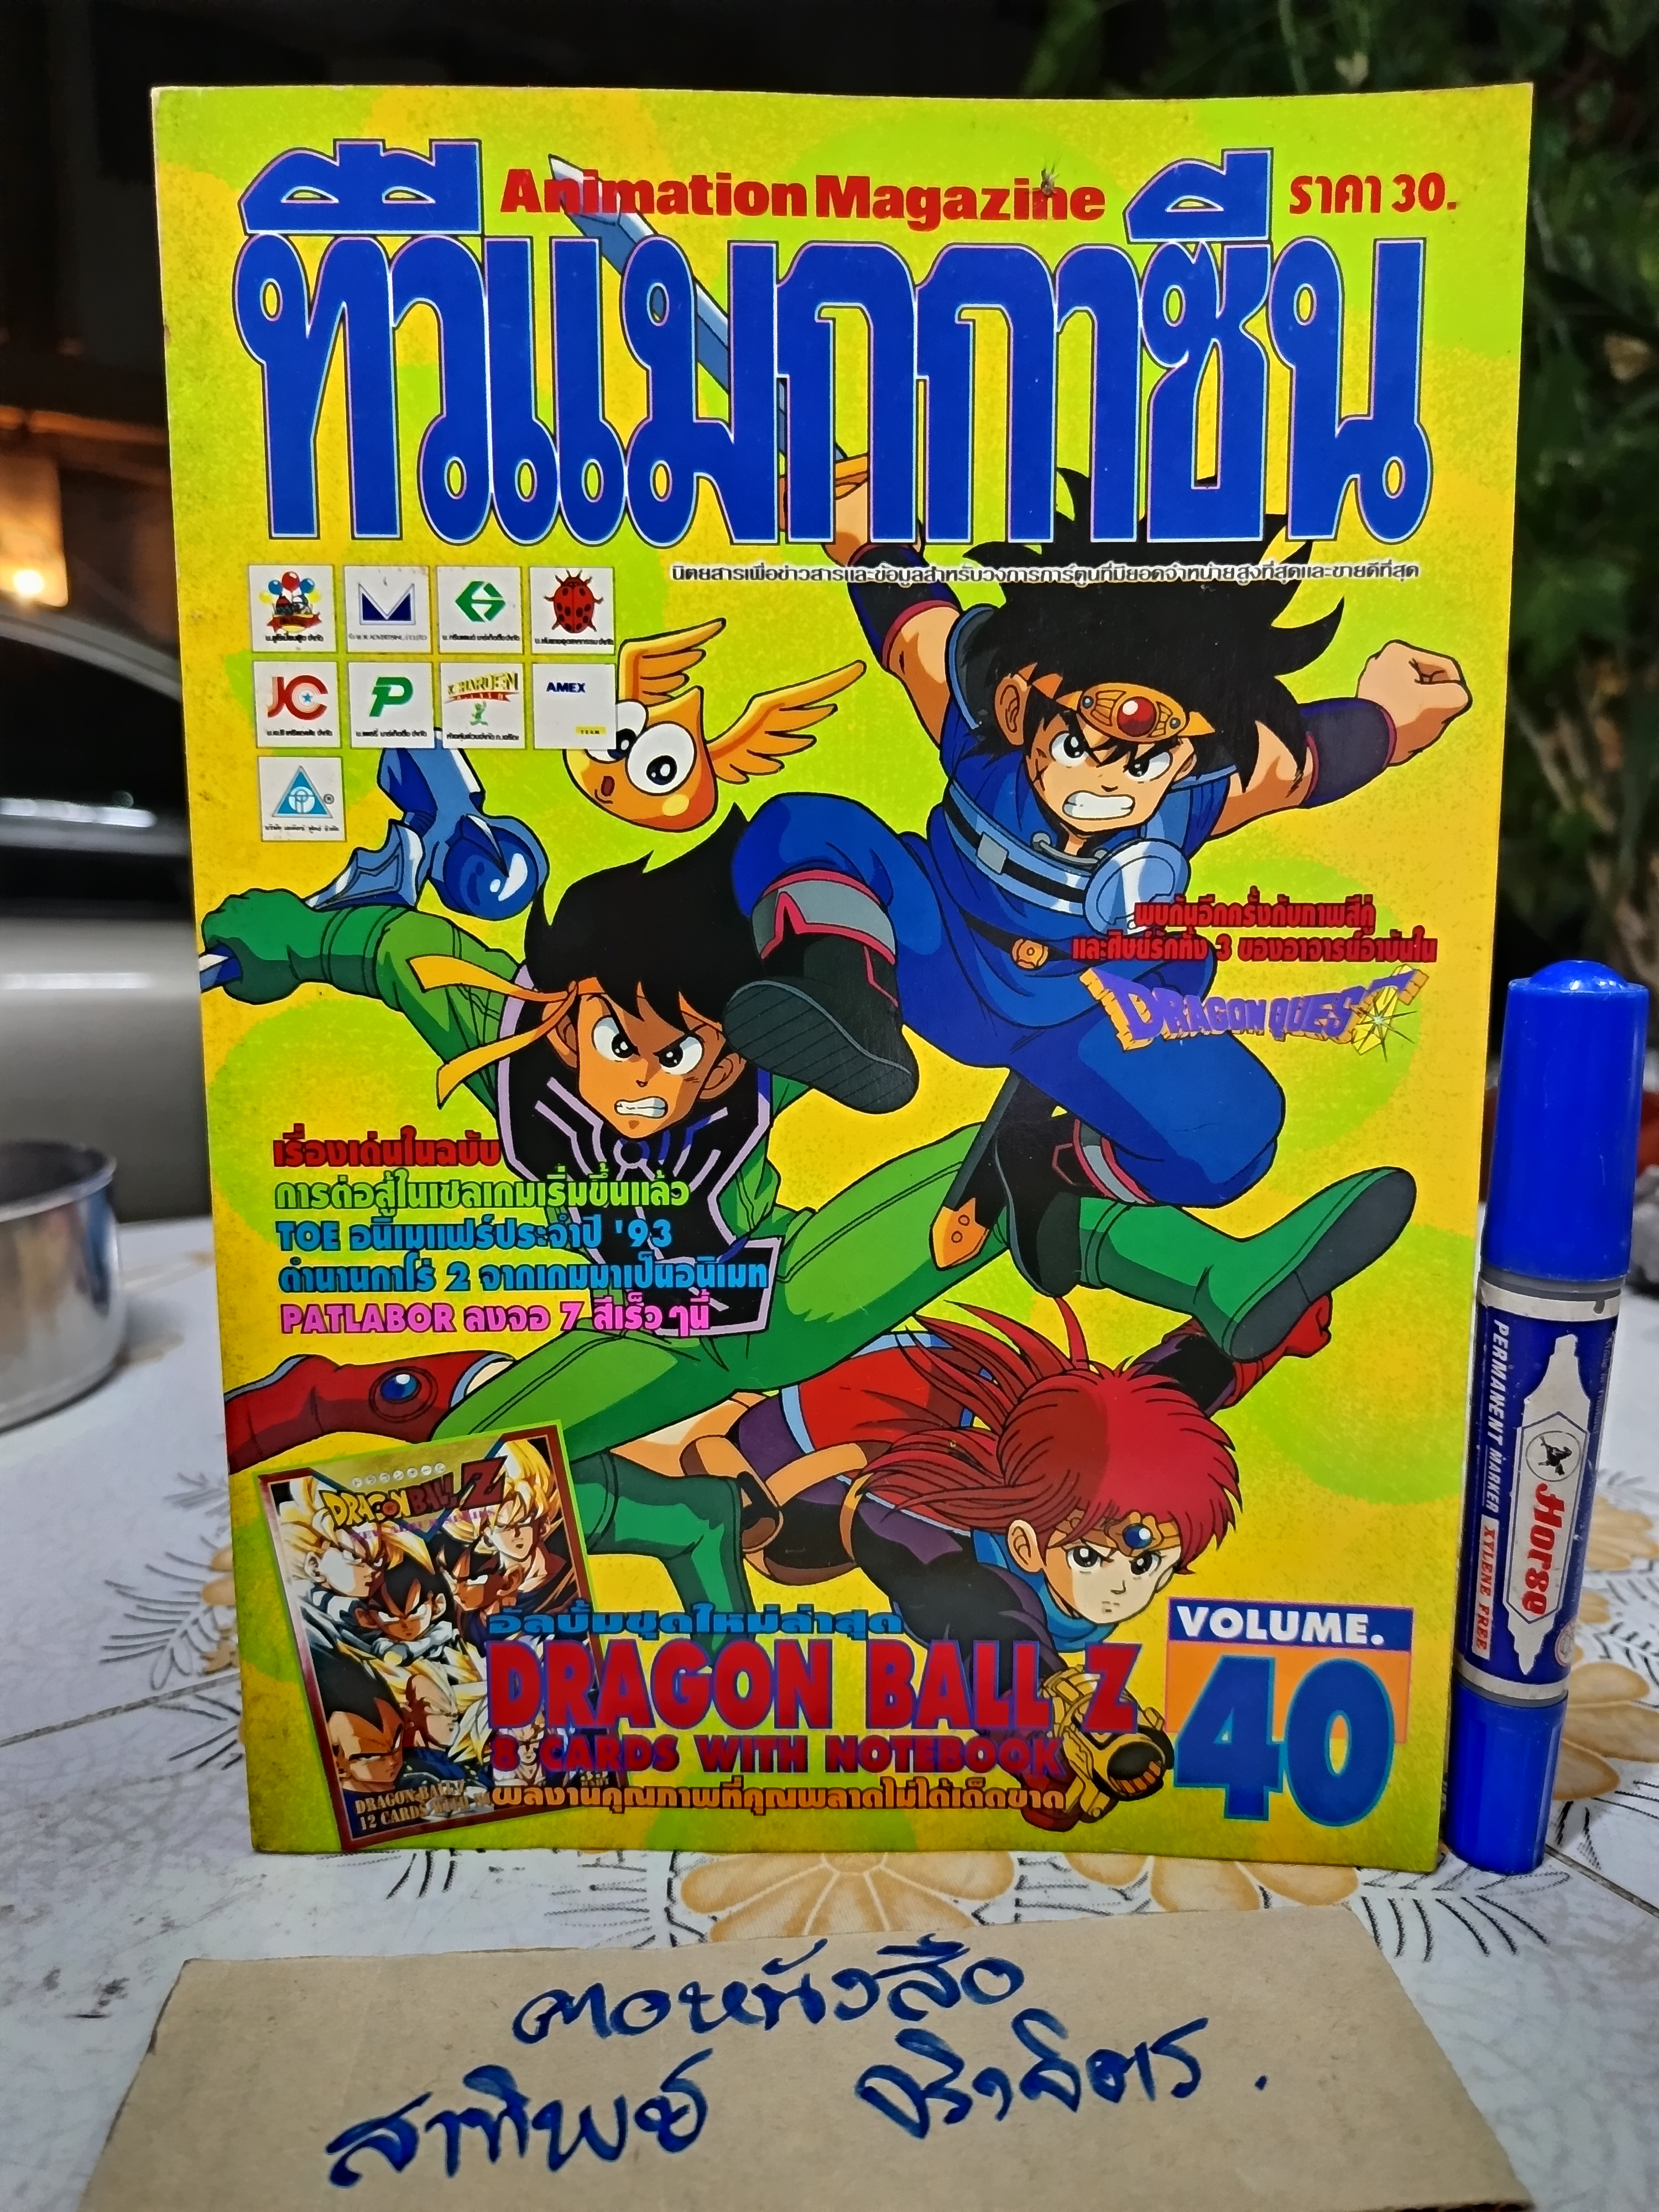 Animation Magazine
ราคา 30.
ทีวีแมกกาซีน
นิตยสารเพื่อข่าวสารและข้อมูลสำหรับวงการการ์ตูนที่มียอดจำหน่ายสูงที่สุดและขายดีที่สุด
JC
AMEX
TEAM
พบกันอีกครั้งกับภาพสีคู่
และศิษย์รักทั้ง 3 ของอาจารย์อาบันใน
DRAGON QUEST
เรื่องเด่นในฉบับ
การต่อสู้ในเซลเกมเริ่มขึ้นแล้ว
TOE อนิเมแฟร์ประจำปี '93
ตำนานกาโร่ 2 จากเกมมาเป็นอนิเมท
PATLABOR ลงจอ 7 สีเร็วๆนี้
DRAGON BALL Z
อัลบั้มชุดใหม่ล่าสุด
DRAGON BALL Z
8 CARDS WITH NOTEBOOK
ผลงานคุณภาพที่คุณพลาดไม่ได้เด็ดขาด
VOLUME.
40
PERMANENT MARKER
XYLENE FREE
Horse
ฅอหนังสือ
สาทิพย์ จิราจิตร.